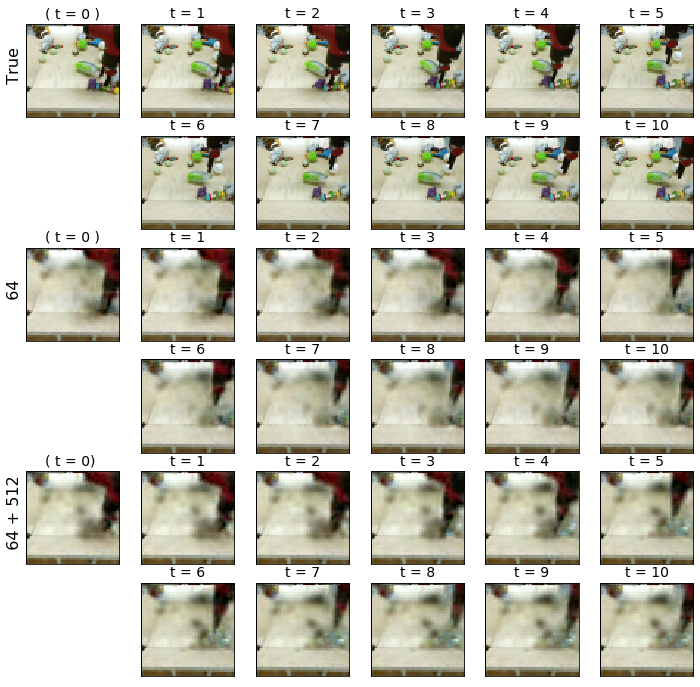 ( t = 0 ) t = 1 t = 2 t = 3 t = 4 t = 5
True
t = 6 t = 7 t = 8 t = 9 t = 10
( t = 0 ) t = 1 t = 2 t = 3 t = 4 t = 5
64
t = 6 t = 7 t = 8 t = 9 t = 10
( t = 0) t = 1 t = 2 t = 3 t = 4 t = 5
64 + 512
t = 6 t = 7 t = 8 t = 9 t = 10